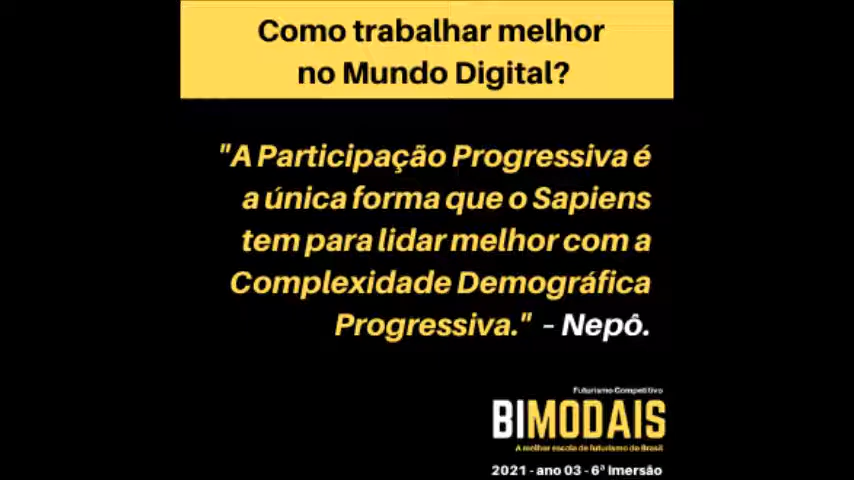 Como trabalhar melhor
no Mundo Digital?
"A Participação Progressiva é
a única forma que o Sapiens
tem para lidar melhor com a
Complexidade Demográfica
Progressiva." – Nepô.
Futurismo Competitivo
BIMODAIS
A melhor escola de futurismo do Brasil
2021 - ano 03 - 6ª Imersão